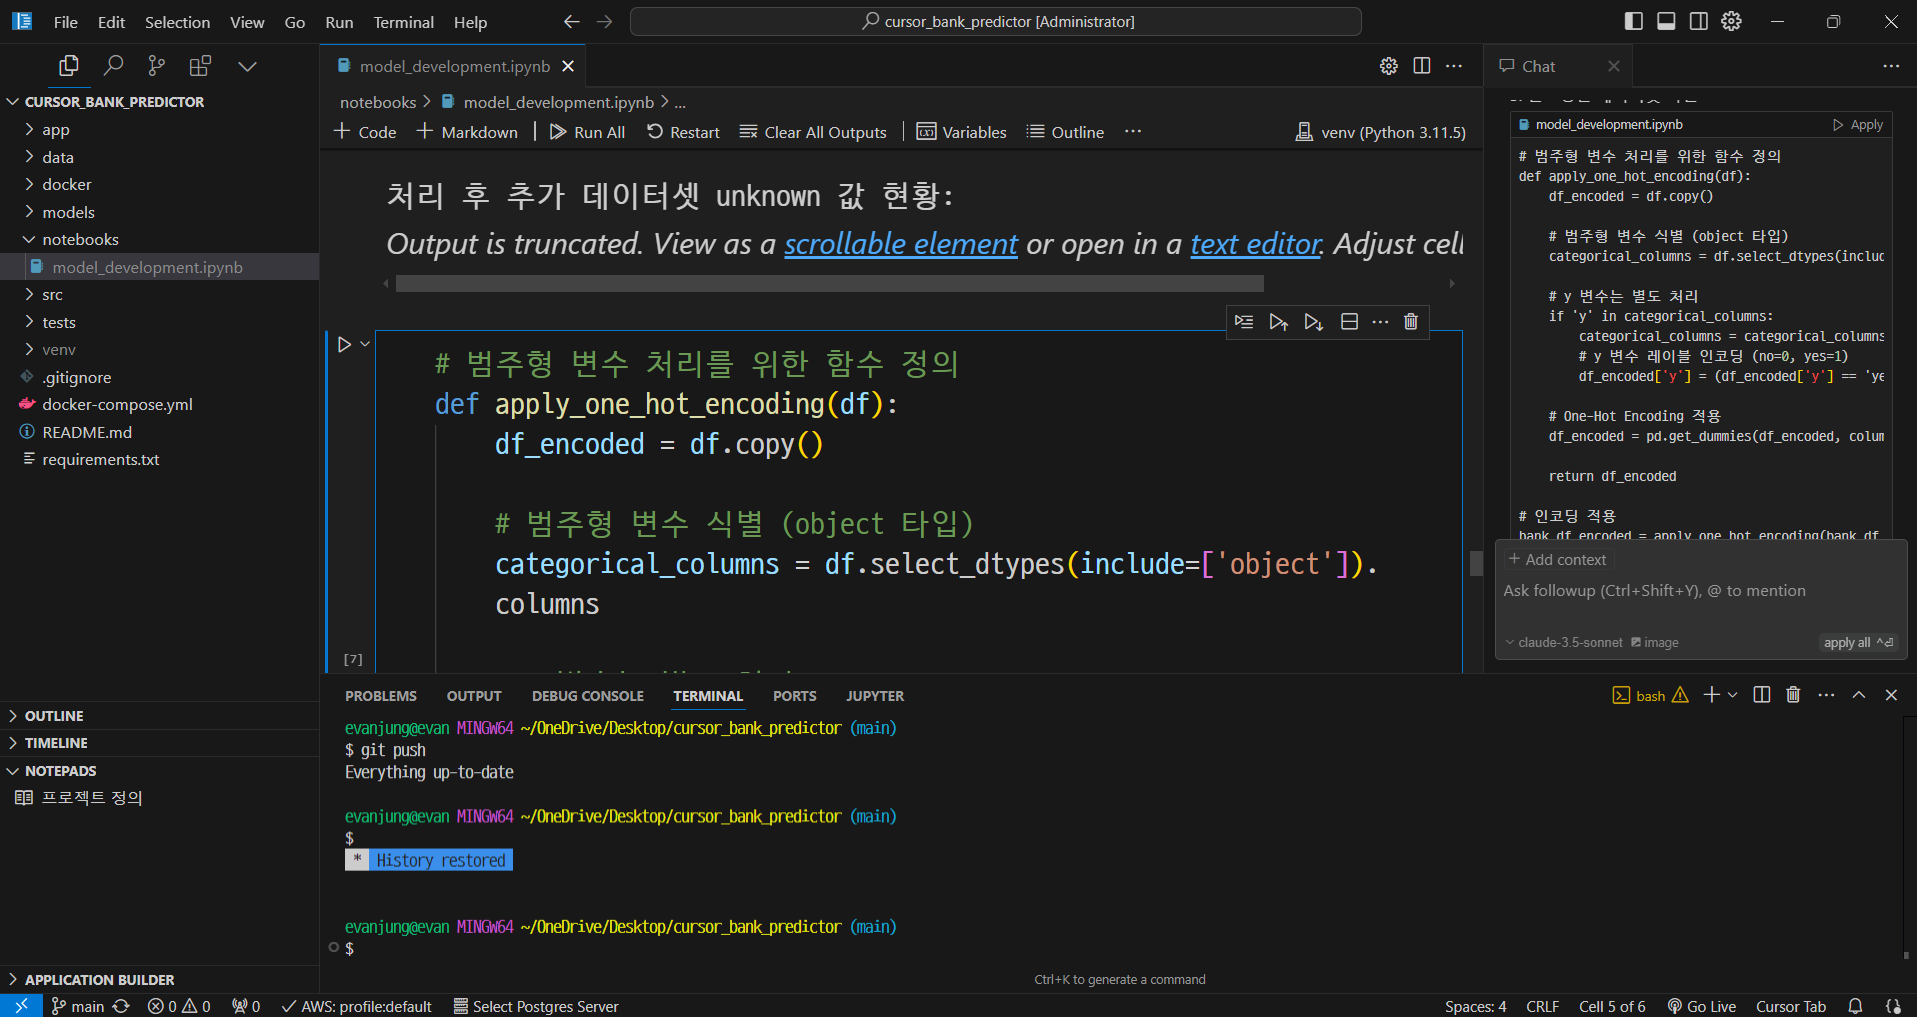 File Edit Selection View Go Run Terminal Help
cursor_bank_predictor [Administrator]
CURSOR_BANK_PREDICTOR
app
data
docker
models
notebooks
model_development.ipynb
src
tests
venv
.gitignore
docker-compose.yml
README.md
requirements.txt
OUTLINE
TIMELINE
NOTEPADS
프로젝트 정의
APPLICATION BUILDER
model_development.ipynb
notebooks > model_development.ipynb > ...
+ Code + Markdown Run All Restart Clear All Outputs Variables Outline ... venv (Python 3.11.5)
처리 후 추가 데이터셋 unknown 값 현황:
Output is truncated. View as a scrollable element or open in a text editor. Adjust cell
# 범주형 변수 처리를 위한 함수 정의
def apply_one_hot_encoding(df):
df_encoded = df.copy()
# 범주형 변수 식별 (object 타입)
categorical_columns = df.select_dtypes(include=['object']).
columns
[7]
Chat
model_development.ipynb Apply
# 범주형 변수 처리를 위한 함수 정의
def apply_one_hot_encoding(df):
df_encoded = df.copy()
# 범주형 변수 식별 (object 타입)
categorical_columns = df.select_dtypes(includ
# y 변수는 별도 처리
if 'y' in categorical_columns:
categorical_columns = categorical_columns
# y 변수 레이블 인코딩 (no=0, yes=1)
df_encoded['y'] = (df_encoded['y'] == 'ye
# One-Hot Encoding 적용
df_encoded = pd.get_dummies(df_encoded, colum
return df_encoded
# 인코딩 적용
bank_df_encoded = apply_one_hot_encoding(bank_df
+ Add context
Ask followup (Ctrl+Shift+Y), @ to mention
claude-3.5-sonnet image apply all
PROBLEMS OUTPUT DEBUG CONSOLE TERMINAL PORTS JUPYTER
bash
evanjung@evan MINGW64 ~/OneDrive/Desktop/cursor_bank_predictor (main)
$ git push
Everything up-to-date
evanjung@evan MINGW64 ~/OneDrive/Desktop/cursor_bank_predictor (main)
$
* History restored
evanjung@evan MINGW64 ~/OneDrive/Desktop/cursor_bank_predictor (main)
$
Ctrl+K to generate a command
main 0 0 0 AWS: profile:default Select Postgres Server Spaces: 4 CRLF Cell 5 of 6 Go Live Cursor Tab